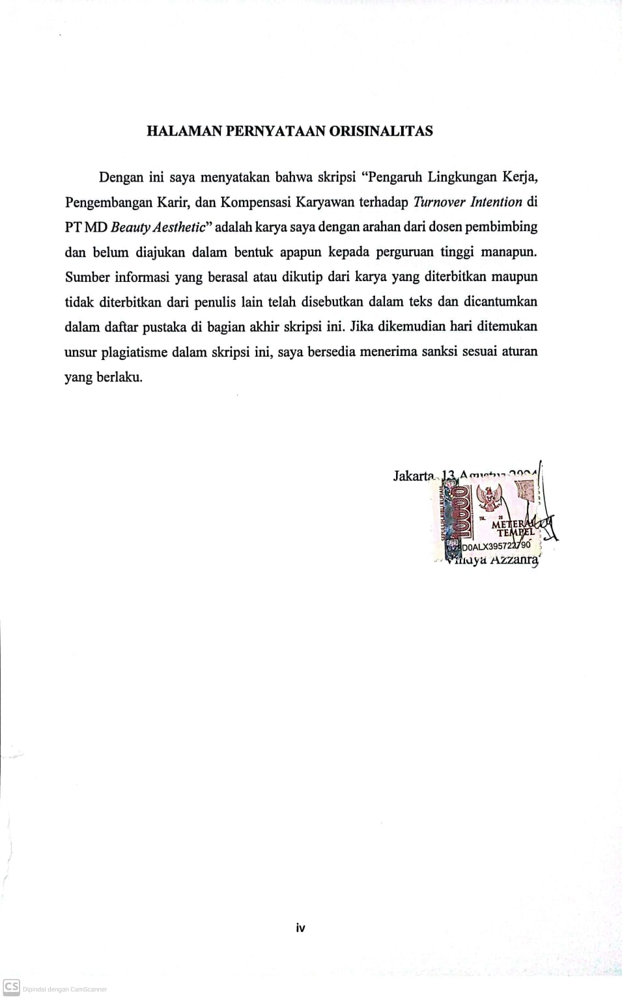 HALAMAN PERNYATAAN ORISINALITAS
Dengan ini saya menyatakan bahwa skripsi “Pengaruh Lingkungan Kerja,
Pengembangan Karir, dan Kompensasi Karyawan terhadap Turnover Intention di
PT MD Beauty Aesthetic” adalah karya saya dengan arahan dari dosen pembimbing
dan belum diajukan dalam bentuk apapun kepada perguruan tinggi manapun.
Sumber informasi yang berasal atau dikutip dari karya yang diterbitkan maupun
tidak diterbitkan dari penulis lain telah disebutkan dalam teks dan dicantumkan
dalam daftar pustaka di bagian akhir skripsi ini. Jika dikemudian hari ditemukan
unsur plagiatisme dalam skripsi ini, saya bersedia menerima sanksi sesuai aturan
yang berlaku.
Jakarta, 13 Agustus 2024
SEPULUH RIBU RUPIAH
10000
METERAI
TEMPEL
D0ALX395722790
Azzahra
iv
CS Dipindai dengan CamScanner